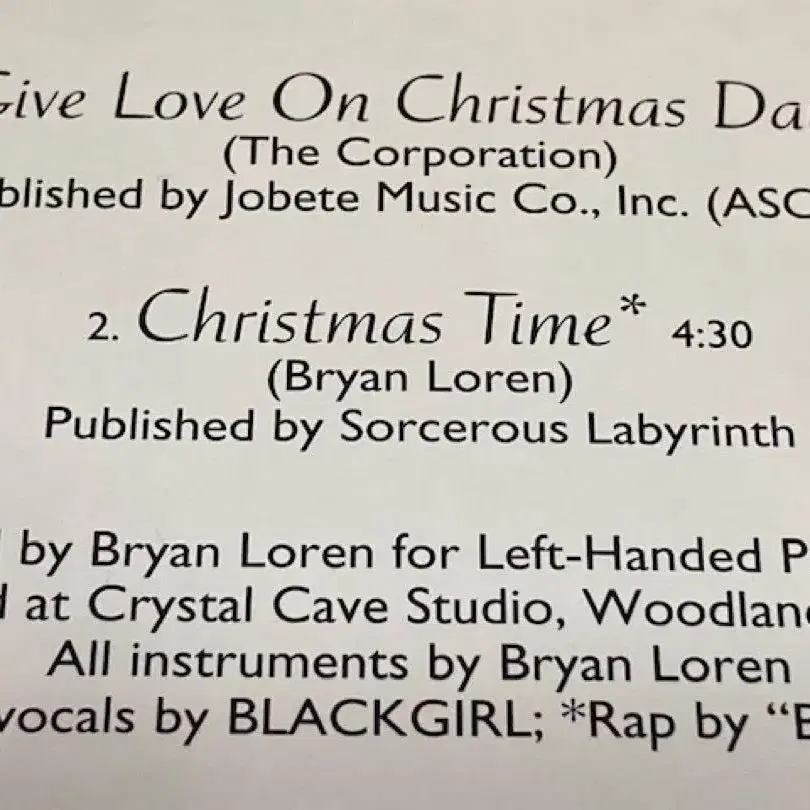 Give Love On Christmas Da
(The Corporation)
blished by Jobete Music Co., Inc. (ASC
2. Christmas Time* 4:30
(Bryan Loren)
Published by Sorcerous Labyrinth
by Bryan Loren for Left-Handed P
d at Crystal Cave Studio, Woodlan
All instruments by Bryan Loren
vocals by BLACKGIRL; *Rap by “B